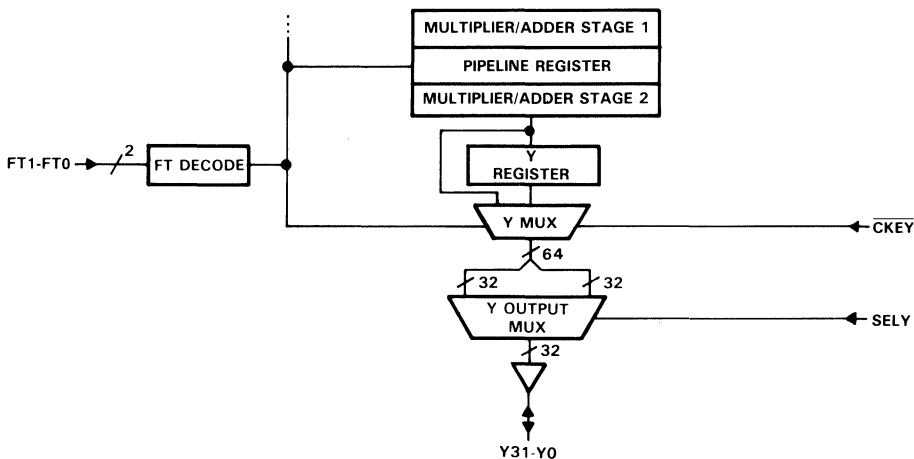 MULTIPLIER/ADDER STAGE 1
PIPELINE REGISTER
MULTIPLIER/ADDER STAGE 2
FT1-FT0
2
FT DECODE
Y
REGISTER
Y MUX
CKEY
64
32
32
Y OUTPUT
MUX
SELY
32
Y31-Y0